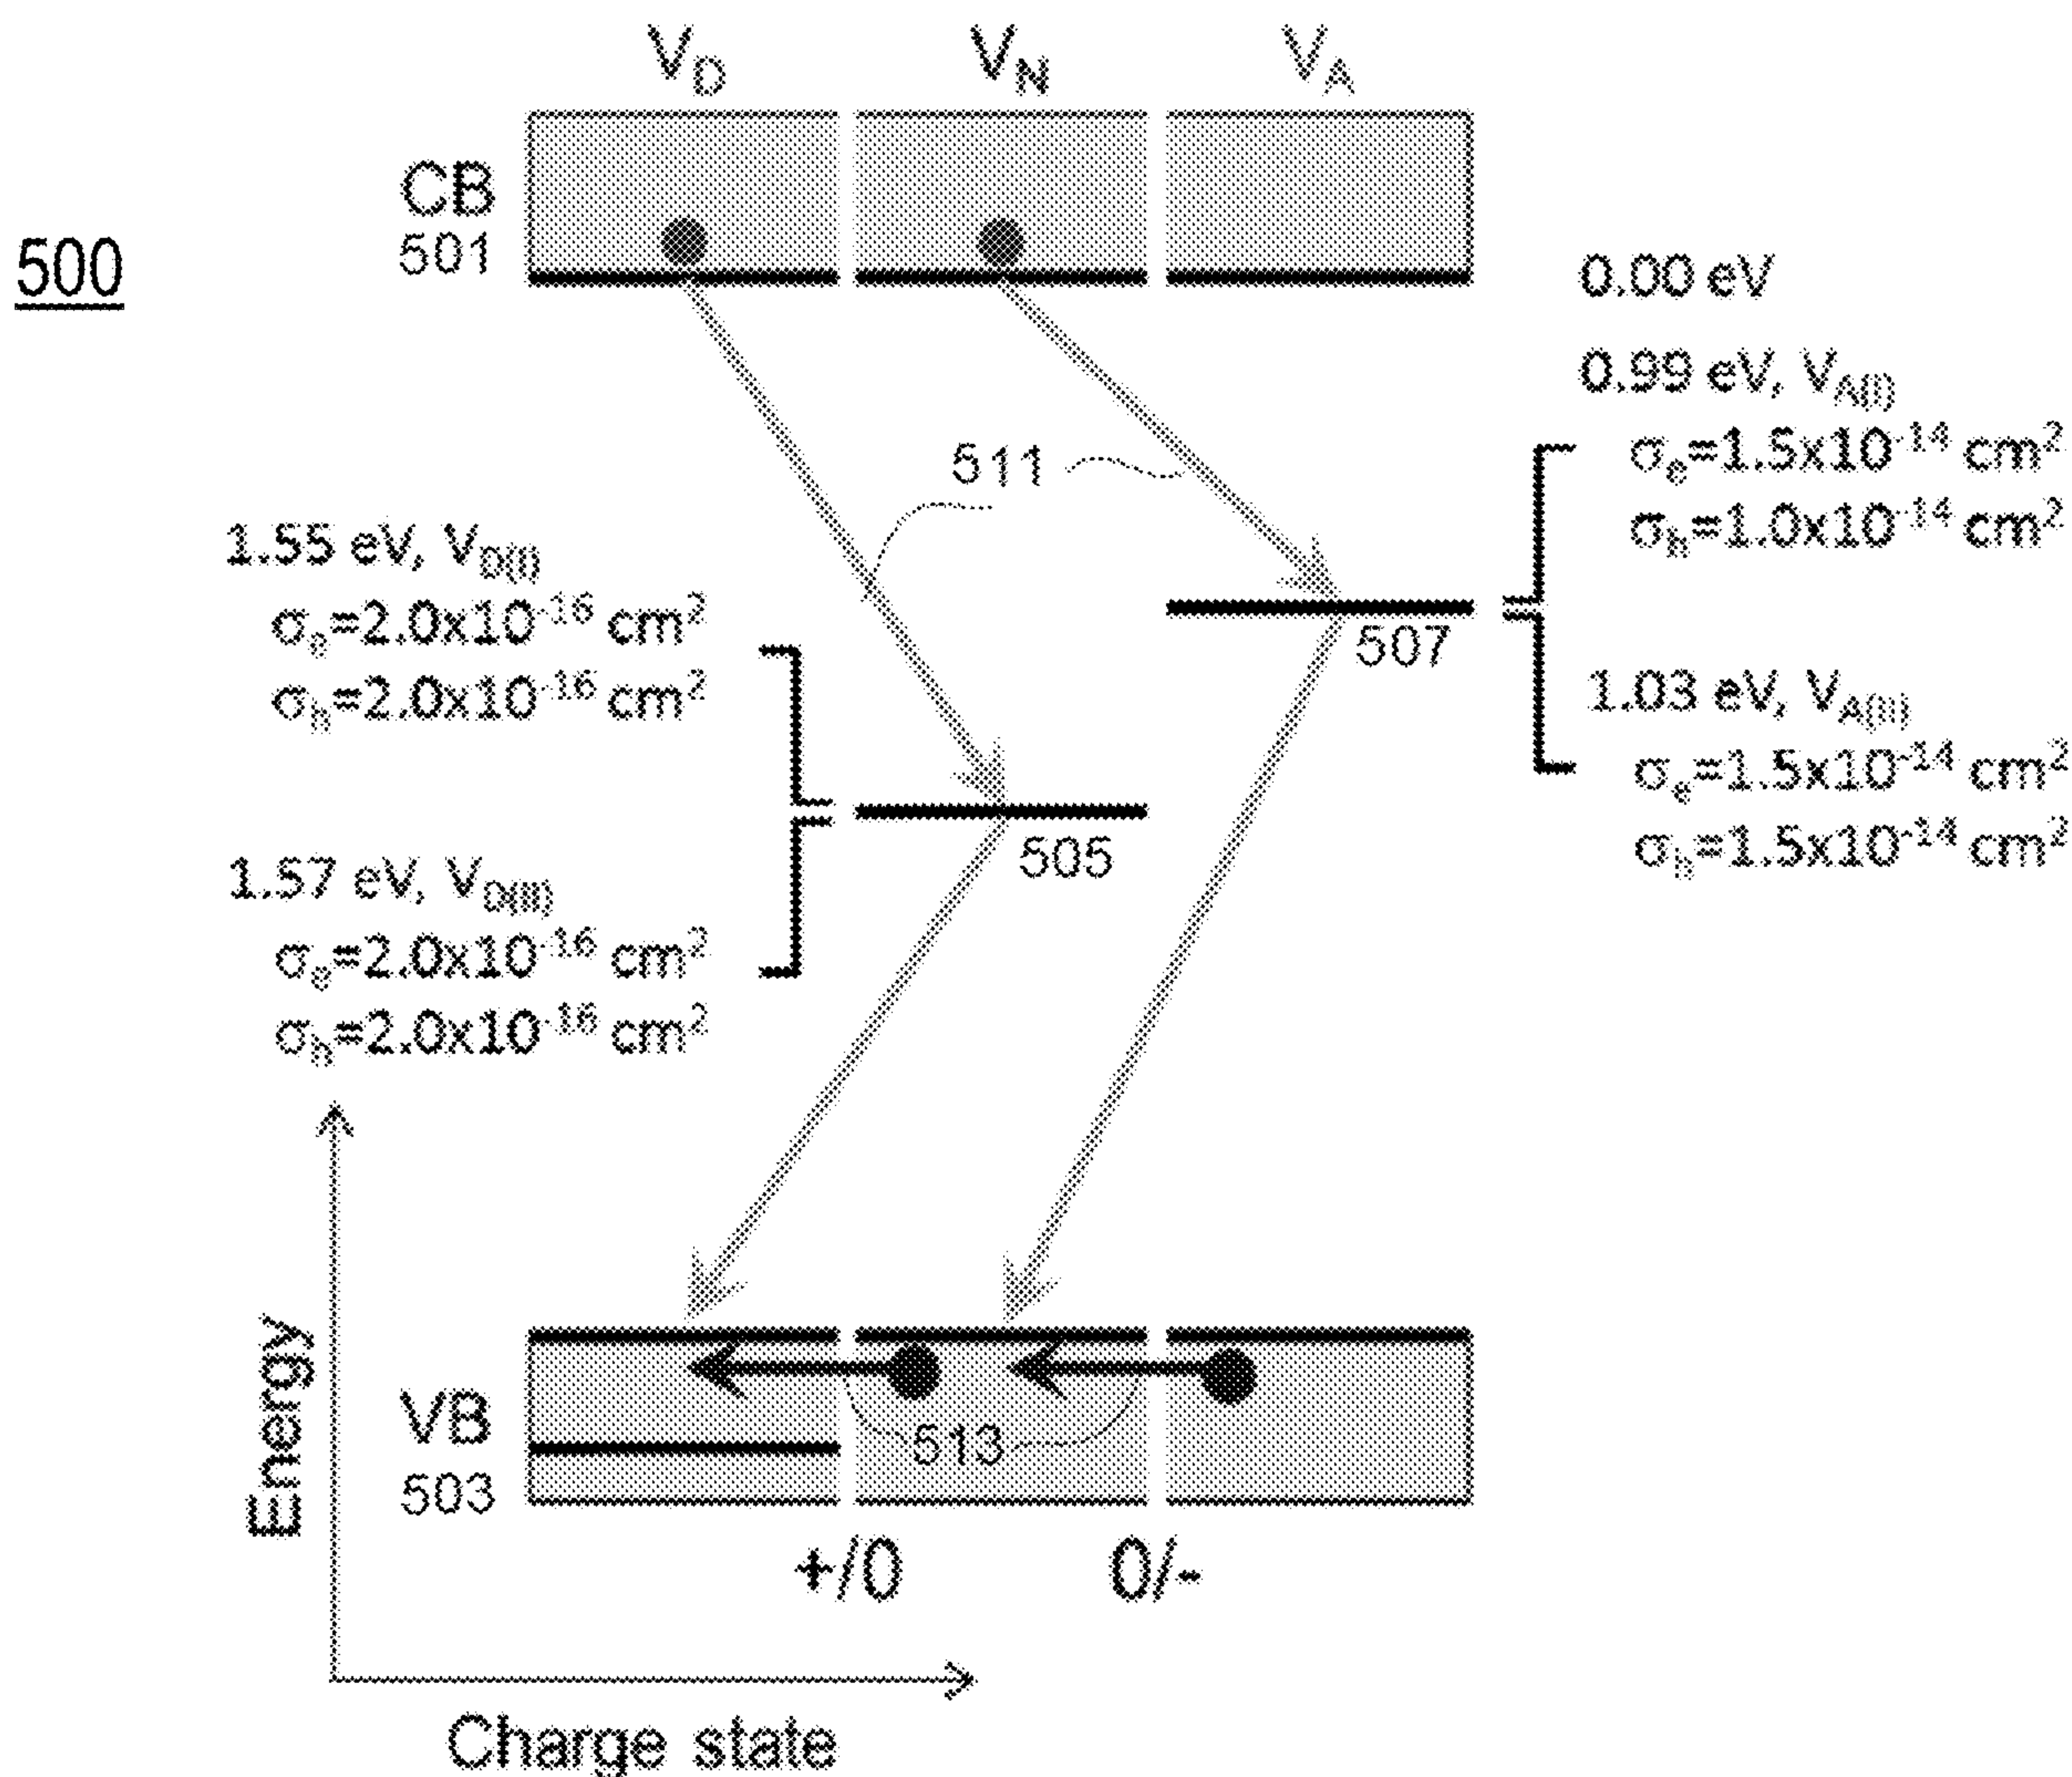 V_D V_N V_A
CB
501
500
0.00 eV
0.99 eV, V_A(I)
σ_e=1.5x10^-14 cm^2
σ_h=1.0x10^-14 cm^2
511
1.55 eV, V_D(I)
σ_e=2.0x10^-16 cm^2
σ_h=2.0x10^-16 cm^2
507
1.03 eV, V_A(II)
σ_e=1.5x10^-14 cm^2
σ_h=1.5x10^-14 cm^2
505
1.57 eV, V_D(II)
σ_e=2.0x10^-16 cm^2
σ_h=2.0x10^-16 cm^2
Energy
VB
503
513
+/0 0/-
Charge state